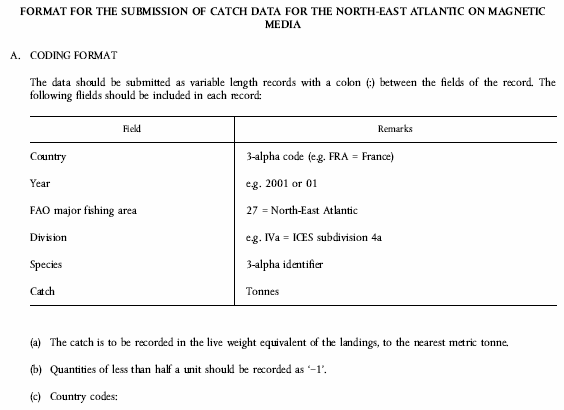 FORMAT FOR THE SUBMISSION OF CATCH DATA FOR THE NORTH-EAST ATLANTIC ON MAGNETIC
MEDIA
A. CODING FORMAT
The data should be submitted as variable length records with a colon (:) between the fields of the record. The
following flields should be included in each record:
Field Remarks
Country 3-alpha code (e.g. FRA = France)
Year e.g. 2001 or 01
FAO major fishing area 27 = North-East Atlantic
Division e.g. IVa = ICES subdivision 4a
Species 3-alpha identifier
Catch Tonnes
(a) The catch is to be recorded in the live weight equivalent of the landings, to the nearest metric tonne.
(b) Quantities of less than half a unit should be recorded as ‘–1’.
(c) Country codes: